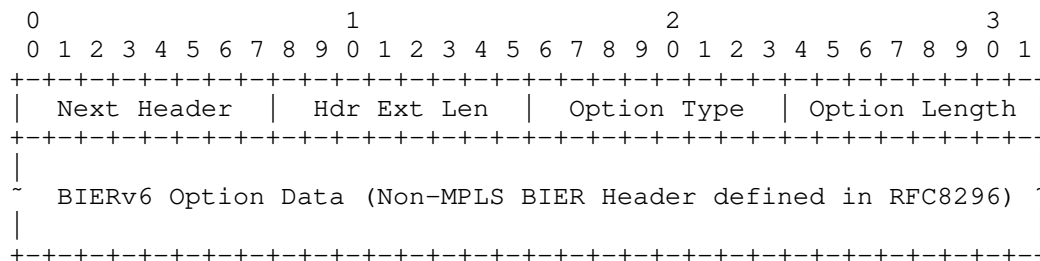 0                   1                   2                   3
0 1 2 3 4 5 6 7 8 9 0 1 2 3 4 5 6 7 8 9 0 1 2 3 4 5 6 7 8 9 0 1
+-+-+-+-+-+-+-+-+-+-+-+-+-+-+-+-+-+-+-+-+-+-+-+-+-+-+-+-+-+-+-+-
|  Next Header  |  Hdr Ext Len  |  Option Type  | Option Length |
+-+-+-+-+-+-+-+-+-+-+-+-+-+-+-+-+-+-+-+-+-+-+-+-+-+-+-+-+-+-+-+-
|
~  BIERv6 Option Data (Non-MPLS BIER Header defined in RFC8296) ~
|
+-+-+-+-+-+-+-+-+-+-+-+-+-+-+-+-+-+-+-+-+-+-+-+-+-+-+-+-+-+-+-+-